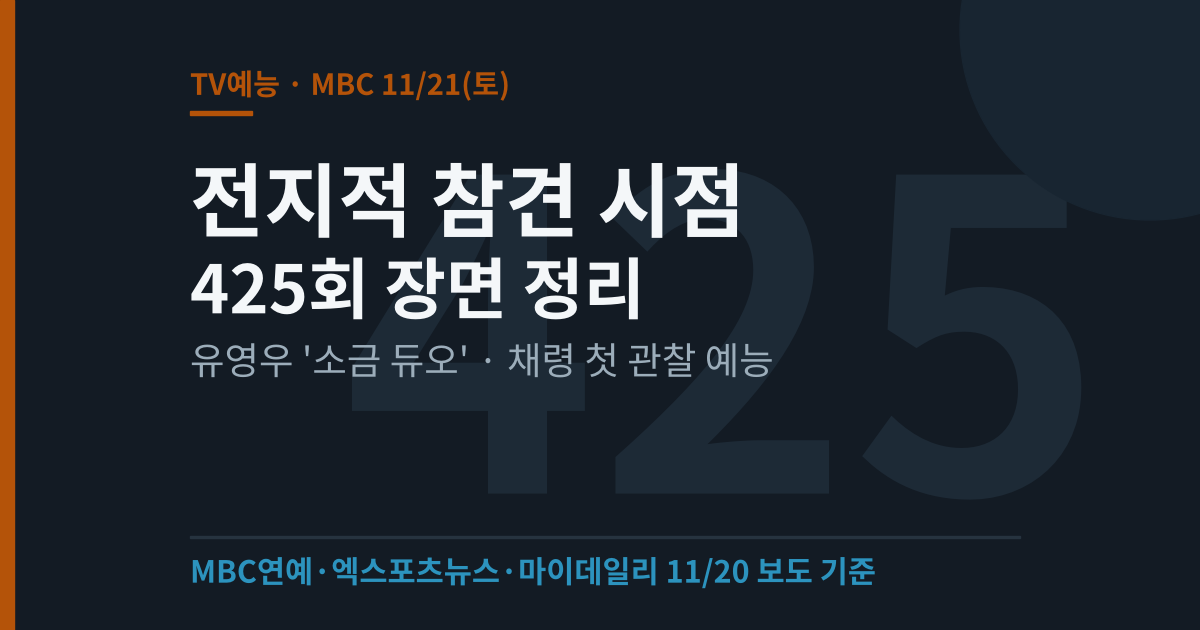 TV예능 · MBC 11/21(토)
전지적 참견 시점
425회 장면 정리
유영우 '소금 듀오' · 채령 첫 관찰 예능
425
MBC연예·엑스포츠뉴스·마이데일리 11/20 보도 기준